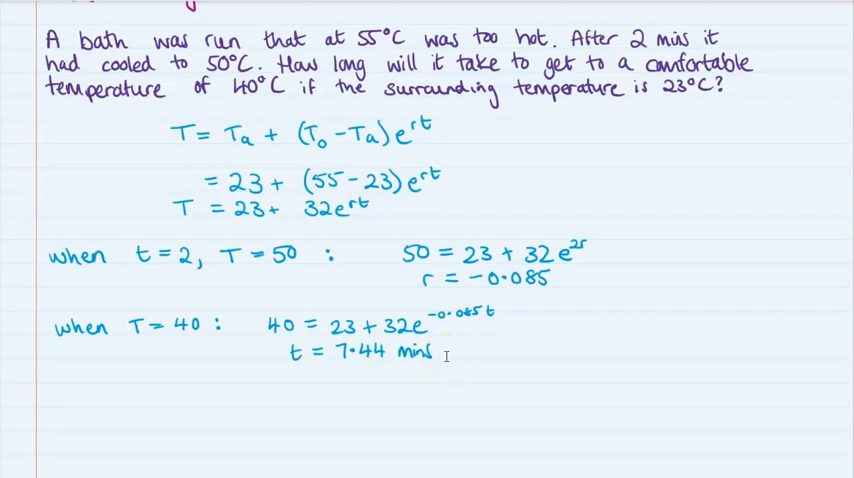 A bath was run that at 55°C was too hot. After 2 mins it
had cooled to 50°C. How long will it take to get to a comfortable
temperature of 40°C if the surrounding temperature is 23°C?
T = Ta + (T₀ - Ta)e^rt
= 23 + (55 - 23)e^rt
T = 23 + 32e^rt
when t = 2, T = 50 : 50 = 23 + 32e^2r
r = -0.085
when T = 40 : 40 = 23 + 32e^-0.085t
t = 7.44 mins